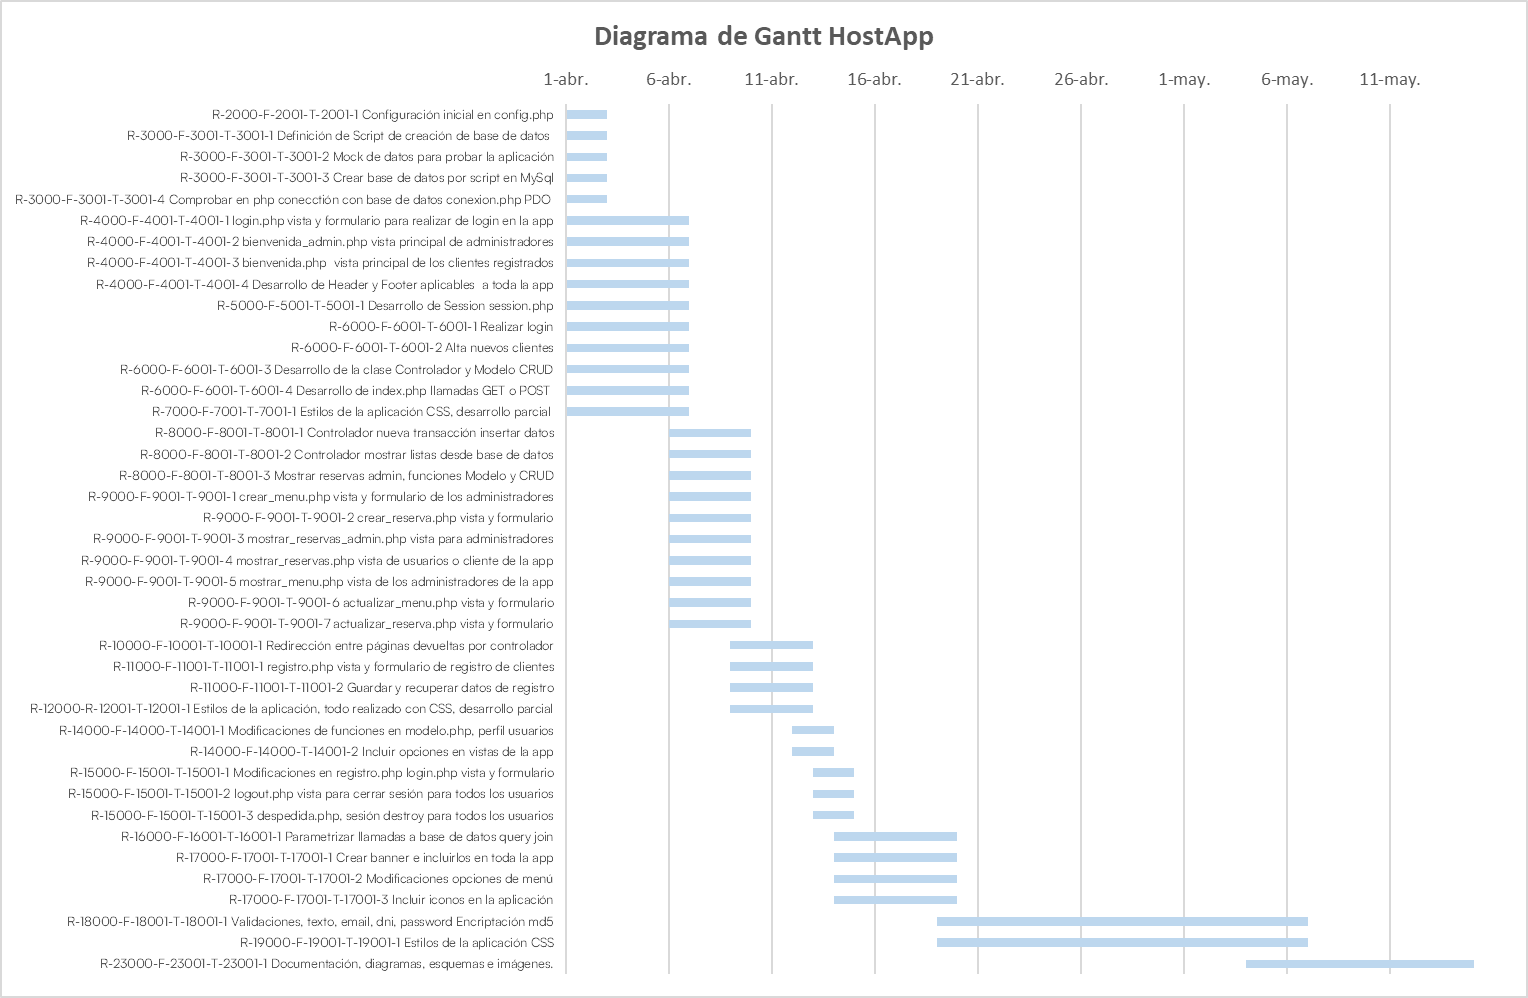 Diagrama de Gantt HostApp
1-abr. 6-abr. 11-abr. 16-abr. 21-abr. 26-abr. 1-may. 6-may. 11-may.
R-2000-F-2001-T-2001-1 Configuración inicial en config.php
R-3000-F-3001-T-3001-1 Definición de Script de creación de base de datos
R-3000-F-3001-T-3001-2 Mock de datos para probar la aplicación
R-3000-F-3001-T-3001-3 Crear base de datos por script en MySql
R-3000-F-3001-T-3001-4 Comprobar en php conecctión con base de datos conexion.php PDO
R-4000-F-4001-T-4001-1 login.php vista y formulario para realizar de login en la app
R-4000-F-4001-T-4001-2 bienvenida_admin.php vista principal de administradores
R-4000-F-4001-T-4001-3 bienvenida.php  vista principal de los clientes registrados
R-4000-F-4001-T-4001-4 Desarrollo de Header y Footer aplicables  a toda la app
R-5000-F-5001-T-5001-1 Desarrollo de Session session.php
R-6000-F-6001-T-6001-1 Realizar login
R-6000-F-6001-T-6001-2 Alta nuevos clientes
R-6000-F-6001-T-6001-3 Desarrollo de la clase Controlador y Modelo CRUD
R-6000-F-6001-T-6001-4 Desarrollo de index.php llamadas GET o POST
R-7000-F-7001-T-7001-1 Estilos de la aplicación CSS, desarrollo parcial
R-8000-F-8001-T-8001-1 Controlador nueva transacción insertar datos
R-8000-F-8001-T-8001-2 Controlador mostrar listas desde base de datos
R-8000-F-8001-T-8001-3 Mostrar reservas admin, funciones Modelo y CRUD
R-9000-F-9001-T-9001-1 crear_menu.php vista y formulario de los administradores
R-9000-F-9001-T-9001-2 crear_reserva.php vista y formulario
R-9000-F-9001-T-9001-3 mostrar_reservas_admin.php vista para administradores
R-9000-F-9001-T-9001-4 mostrar_reservas.php vista de usuarios o cliente de la app
R-9000-F-9001-T-9001-5 mostrar_menu.php vista de los administradores de la app
R-9000-F-9001-T-9001-6 actualizar_menu.php vista y formulario
R-9000-F-9001-T-9001-7 actualizar_reserva.php vista y formulario
R-10000-F-10001-T-10001-1 Redirección entre páginas devueltas por controlador
R-11000-F-11001-T-11001-1 registro.php vista y formulario de registro de clientes
R-11000-F-11001-T-11001-2 Guardar y recuperar datos de registro
R-12000-R-12001-T-12001-1 Estilos de la aplicación, todo realizado con CSS, desarrollo parcial
R-14000-F-14000-T-14001-1 Modificaciones de funciones en modelo.php, perfil usuarios
R-14000-F-14000-T-14001-2 Incluir opciones en vistas de la app
R-15000-F-15001-T-15001-1 Modificaciones en registro.php login.php vista y formulario
R-15000-F-15001-T-15001-2 logout.php vista para cerrar sesión para todos los usuarios
R-15000-F-15001-T-15001-3 despedida.php, sesión destroy para todos los usuarios
R-16000-F-16001-T-16001-1 Parametrizar llamadas a base de datos query join
R-17000-F-17001-T-17001-1 Crear banner e incluirlos en toda la app
R-17000-F-17001-T-17001-2 Modificaciones opciones de menú
R-17000-F-17001-T-17001-3 Incluir iconos en la aplicación
R-18000-F-18001-T-18001-1 Validaciones, texto, email, dni, password Encriptación md5
R-19000-F-19001-T-19001-1 Estilos de la aplicación CSS
R-23000-F-23001-T-23001-1 Documentación, diagramas, esquemas e imágenes.